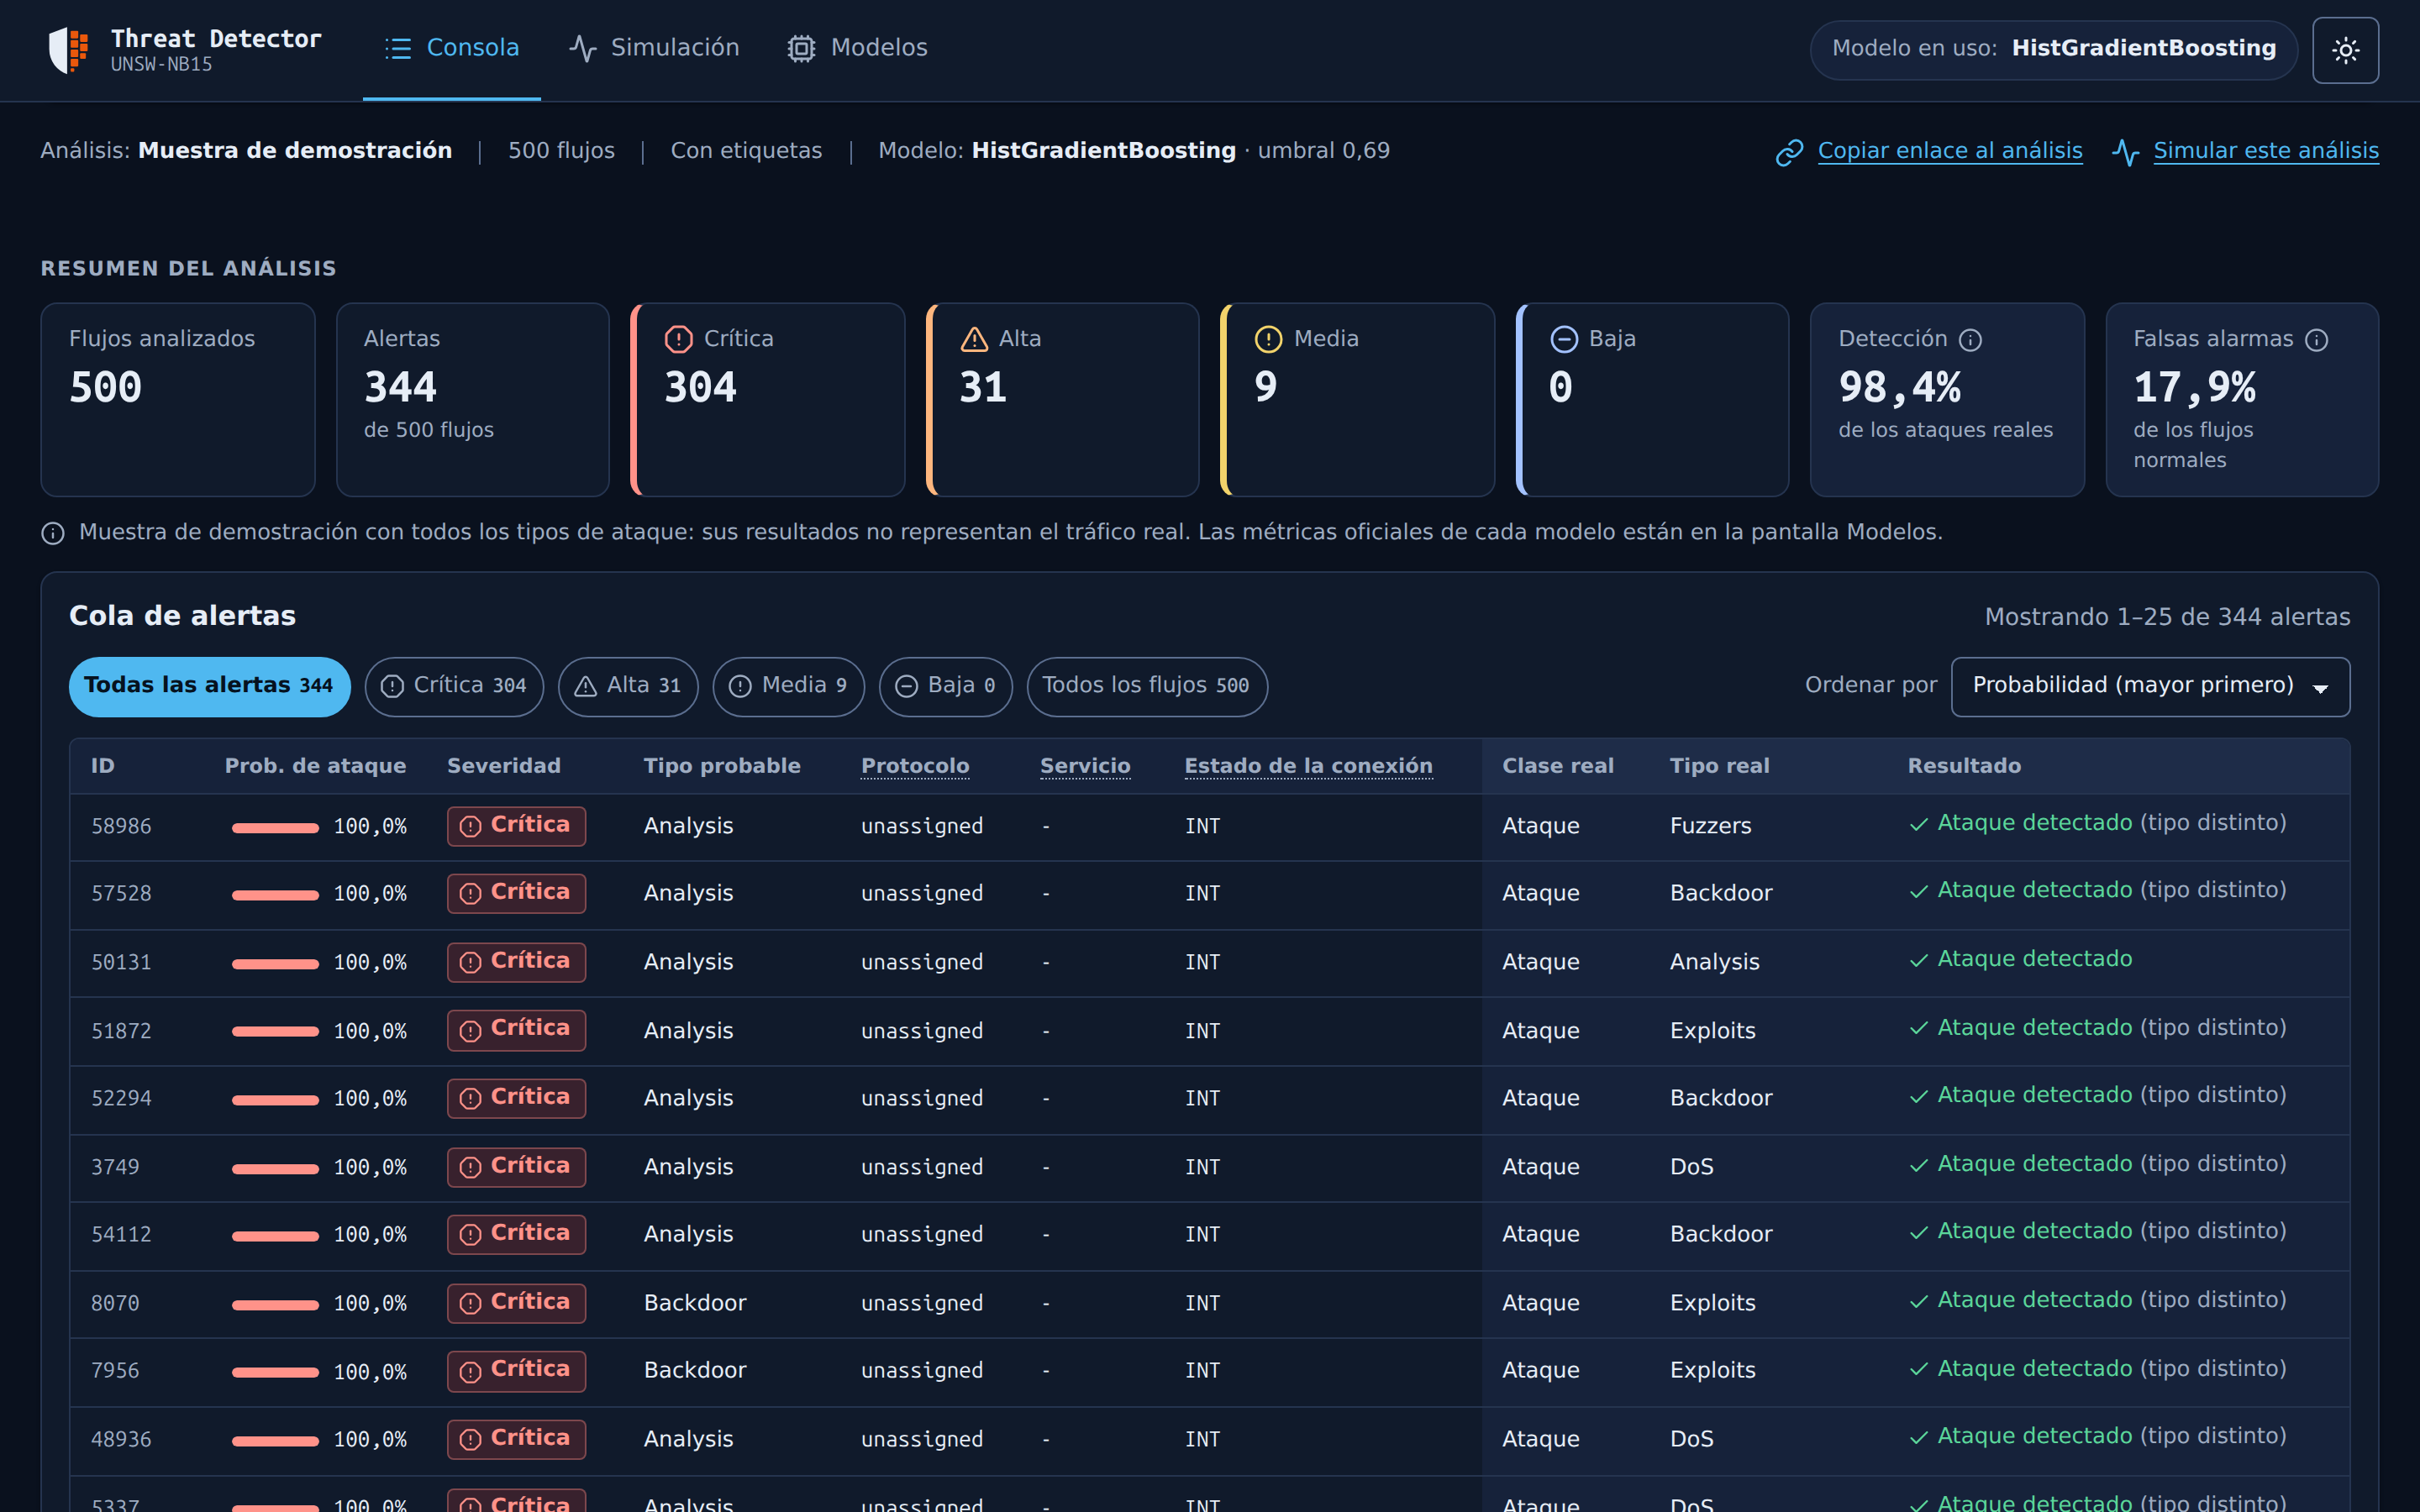 Threat Detector
UNSW-NB15
Consola
Simulación
Modelos
Modelo en uso: HistGradientBoosting
Análisis: Muestra de demostración | 500 flujos | Con etiquetas | Modelo: HistGradientBoosting · umbral 0,69
Copiar enlace al análisis
Simular este análisis
RESUMEN DEL ANÁLISIS
Flujos analizados
500
Alertas
344
de 500 flujos
Crítica
304
Alta
31
Media
9
Baja
0
Detección
98,4%
de los ataques reales
Falsas alarmas
17,9%
de los flujos
normales
Muestra de demostración con todos los tipos de ataque: sus resultados no representan el tráfico real. Las métricas oficiales de cada modelo están en la pantalla Modelos.
Cola de alertas
Mostrando 1–25 de 344 alertas
Todas las alertas 344
Crítica 304
Alta 31
Media 9
Baja 0
Todos los flujos 500
Ordenar por
Probabilidad (mayor primero)
ID Prob. de ataque Severidad Tipo probable Protocolo Servicio Estado de la conexión Clase real Tipo real Resultado
58986 100,0% Crítica Analysis unassigned - INT Ataque Fuzzers Ataque detectado (tipo distinto)
57528 100,0% Crítica Analysis unassigned - INT Ataque Backdoor Ataque detectado (tipo distinto)
50131 100,0% Crítica Analysis unassigned - INT Ataque Analysis Ataque detectado
51872 100,0% Crítica Analysis unassigned - INT Ataque Exploits Ataque detectado (tipo distinto)
52294 100,0% Crítica Analysis unassigned - INT Ataque Backdoor Ataque detectado (tipo distinto)
3749 100,0% Crítica Analysis unassigned - INT Ataque DoS Ataque detectado (tipo distinto)
54112 100,0% Crítica Analysis unassigned - INT Ataque Backdoor Ataque detectado (tipo distinto)
8070 100,0% Crítica Backdoor unassigned - INT Ataque Exploits Ataque detectado (tipo distinto)
7956 100,0% Crítica Backdoor unassigned - INT Ataque Exploits Ataque detectado (tipo distinto)
48936 100,0% Crítica Analysis unassigned - INT Ataque DoS Ataque detectado (tipo distinto)
5337 100,0% Crítica Analysis unassigned - INT Ataque DoS Ataque detectado (tipo distinto)